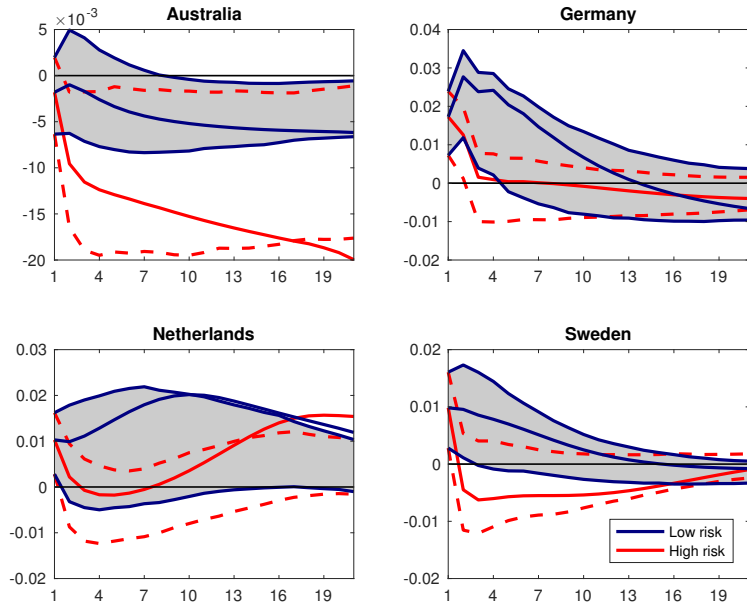 Australia
×10⁻³
5
0
-5
-10
-15
-20
1 4 7 10 13 16 19
Germany
0.04
0.03
0.02
0.01
0
-0.01
-0.02
1 4 7 10 13 16 19
Netherlands
0.03
0.02
0.01
0
-0.01
-0.02
1 4 7 10 13 16 19
Sweden
0.02
0.01
0
-0.01
-0.02
1 4 7 10 13 16 19
Low risk
High risk